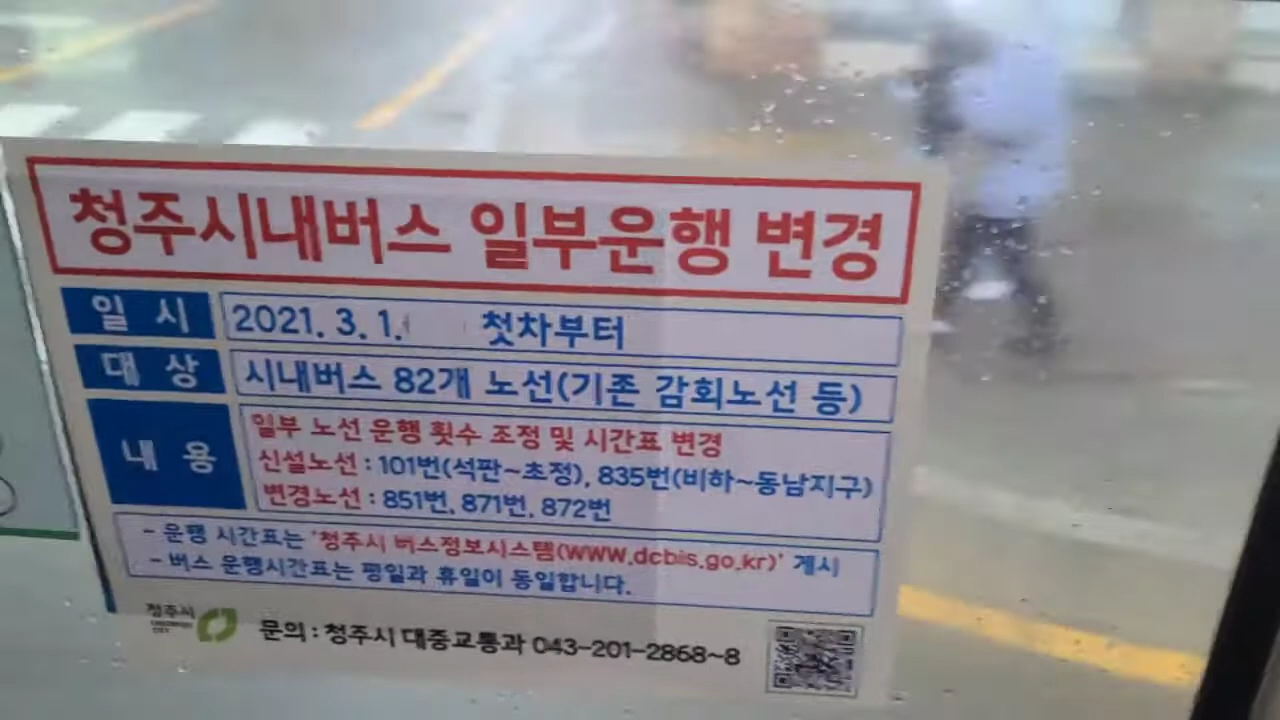 청주시내버스 일부운행 변경
일 시 2021. 3. 1. 첫차부터
대 상 시내버스 82개 노선(기존 감회노선 등)
내 용
일부 노선 운행 횟수 조정 및 시간표 변경
신설노선 : 101번(석판~초정), 835번(비하~동남지구)
변경노선 : 851번, 871번, 872번
- 운행 시간표는 '청주시 버스정보시스템(www.dcbis.go.kr)' 게시
- 버스 운행시간표는 평일과 휴일이 동일합니다.
청주시
문의 : 청주시 대중교통과 043-201-2868~8